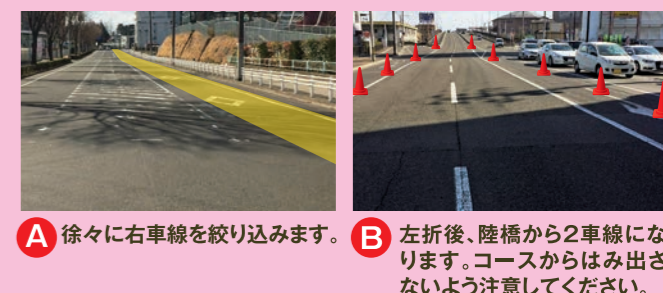 A 徐々に右車線を絞り込みます。
B 左折後、陸橋から2車線にな
ります。コースからはみ出さ
ないよう注意してください。